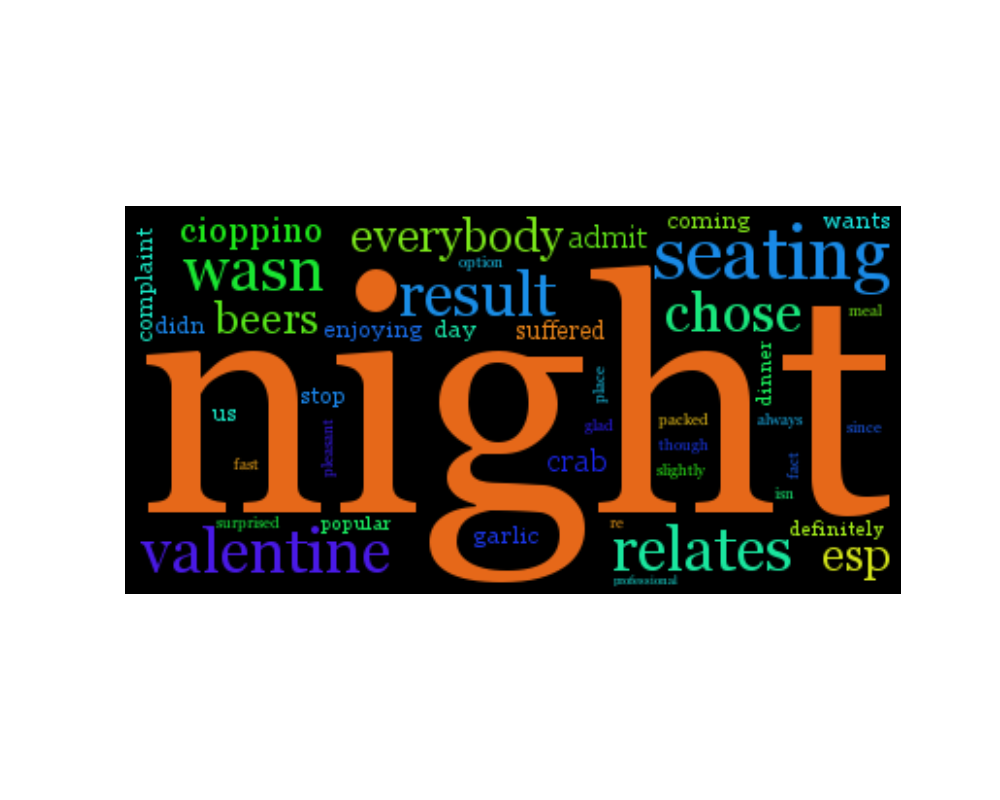 complaint
cioppino
everybody
admit
coming
wants
wasn
option
seating
result
chose
meal
didn
beers
enjoying
day
suffered
night
dinner
us
stop
pleasant
fast
place
glad
crab
packed
though
slightly
always
fact
since
isn
surprised
popular
garlic
re
definitely
valentine
relates
esp
professional